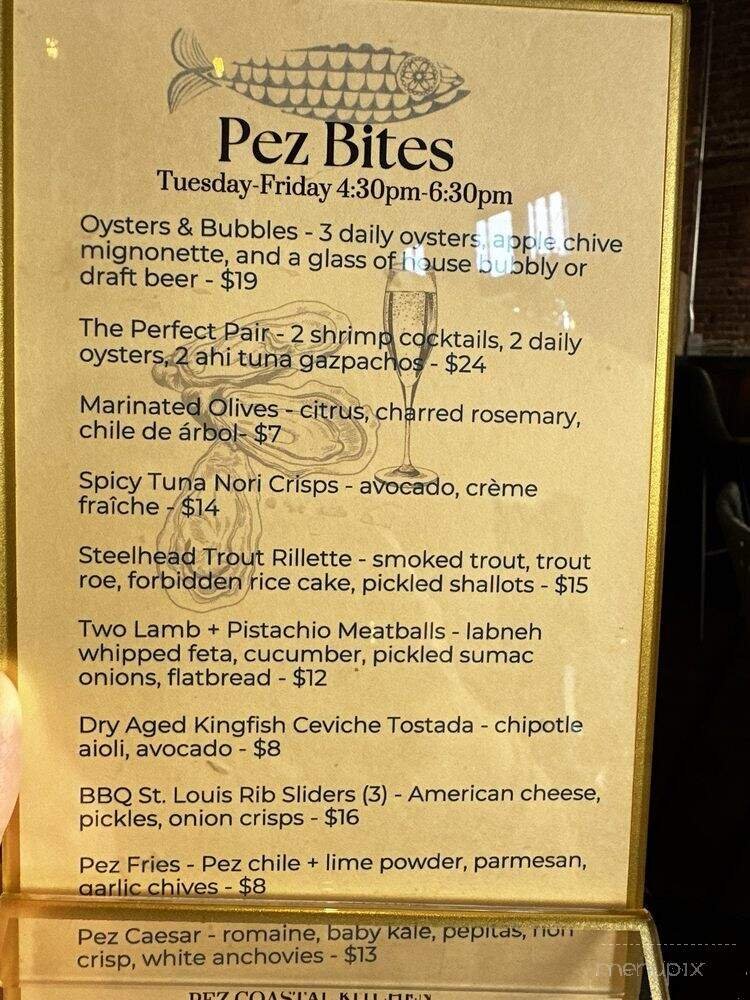 Pez Bites
Tuesday-Friday 4:30pm-6:30pm
Oysters & Bubbles - 3 daily oysters, apple chive
mignonette, and a glass of house bubbly or
draft beer - $19
The Perfect Pair - 2 shrimp cocktails, 2 daily
oysters, 2 ahi tuna gazpachos - $24
Marinated Olives - citrus, charred rosemary,
chile de árbol- $7
Spicy Tuna Nori Crisps - avocado, crème
fraîche - $14
Steelhead Trout Rillette - smoked trout, trout
roe, forbidden rice cake, pickled shallots - $15
Two Lamb + Pistachio Meatballs - labneh
whipped feta, cucumber, pickled sumac
onions, flatbread - $12
Dry Aged Kingfish Ceviche Tostada - chipotle
aioli, avocado - $8
BBQ St. Louis Rib Sliders (3) - American cheese,
pickles, onion crisps - $16
Pez Fries - Pez chile + lime powder, parmesan,
garlic chives - $8
Pez Caesar - romaine, baby kale, pepitas, nori
crisp, white anchovies - $13
PEZ COASTAL KITCHEN
menupix